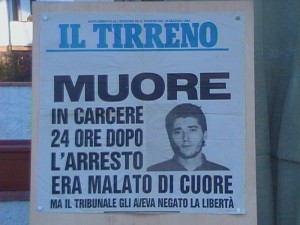 IL TIRRENO
MUORE
IN CARCERE
24 ORE DOPO
L'ARRESTO
ERA MALATO DI CUORE
MA IL TRIBUNALE GLI AVEVA NEGATO LA LIBERTÀ